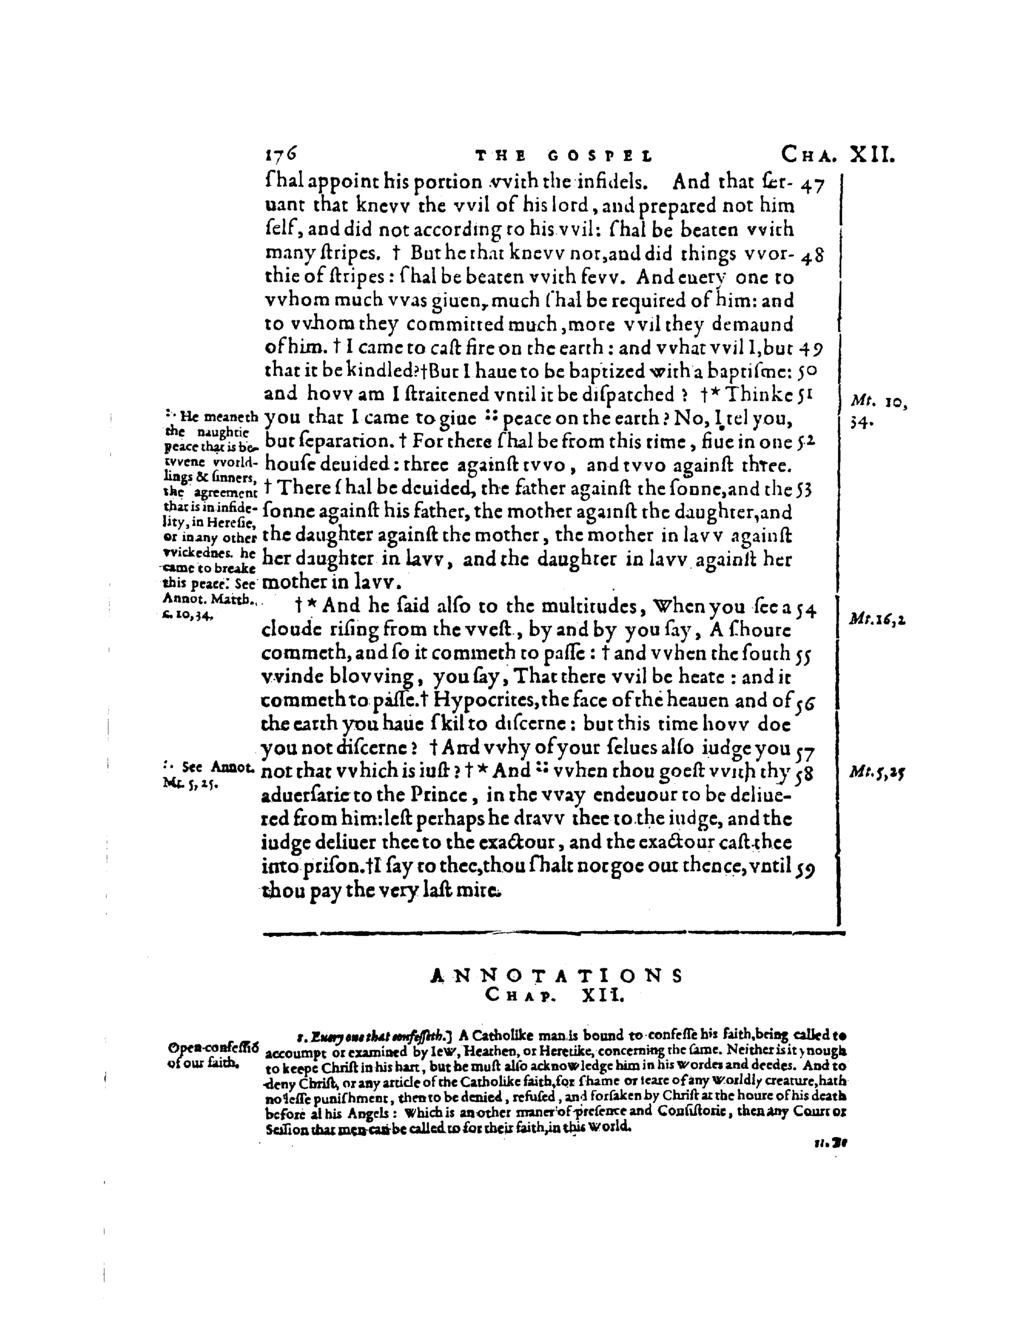 176 THE GOSPEL CHA. XII.
ſhal appoint his portion vvith the infidels. And that ſer- 47
uant that knevv the vvil of his lord, and prepared not him
ſelf, and did not according to his vvil: ſhal be beaten vvith
many ſtripes. † But he that knevv not, and did things vvor- 48
thie of ſtripes: ſhal be beaten vvith fevv. And euery one to
vvhom much vvas giuen, much ſhal be required of him: and
to vvhom they committed much, more vvil they demaund
of him. † I came to caſt fire on the earth: and vvhat vvil I, but 49
that it be kindled? † But I haue to be baptized with a baptiſme: 50
and hovv am I ſtraitened vntil it be diſpatched? †* Thinke 51
you that I came to giue ∷ peace on the earth? No, I tel you,
but ſeparation. † For there ſhal be from this time, fiue in one 52
houſe deuided: three againſt tvvo, and tvvo againſt three.
† There ſhal be deuided, the father againſt the ſonne, and the 53
ſonne againſt his father, the mother againſt the daughter, and
the daughter againſt the mother, the mother in lavv againſt
her daughter in lavv, and the daughter in lavv againſt her
mother in lavv.
†* And he ſaid alſo to the multitudes, When you ſee a 54
cloude riſing from the vveſt, by and by you ſay, A ſhoure
commeth, and ſo it commeth to paſſe: † and vvhen the ſouth 55
vvinde blovving, you ſay, That there vvil be heate: and it
commeth to paſſe. † Hypocrites, the face of the heauen and of 56
the earth you haue ſkil to diſcerne: but this time hovv doe
you not diſcerne? † And vvhy of your ſelues alſo iudge you 57
not that vvhich is iuſt? †* And ∷ vvhen thou goeſt vvith thy 58
aduerſarie to the Prince, in the vvay endeuour to be deliue-
red from him: leſt perhaps he dravv thee to the iudge, and the
iudge deliuer thee to the exactour, and the exactour caſt thee
into priſon. † I ſay to thee, thou ſhalt not goe out thence, vntil 59
thou pay the very laſt mite.
:· He meaneth
the naughtie
peace that is be-
tvvene vvorld-
lings & ſinners,
the agreement
that is in infide-
lity, in Hereſie,
or in any other
vvickednes. he
came to breake
this peace: See
Annot. Matth.
c. 10, 34.
:· See Annot.
Mt. 5, 25.
Mt. 10,
34.
Mt. 16, 2
Mt. 5, 25
ANNOTATIONS
CHAP. XII.
Open confeſſiõ
of our faith.
8. Euery one that confeſſeth.] A Catholike man is bound to confeſſe his faith, being called to
accoumpt or examined by Iew, Heathen, or Heretike, concerning the ſame. Neither is it ynough
to keepe Chriſt in his hart, but he muſt alſo acknowledge him in his wordes and deedes. And to
deny Chriſt, or any article of the Catholike faith, for ſhame or feare of any worldly creature, hath
no leſſe puniſhment, then to be denied, refuſed, and forſaken by Chriſt at the houre of his death
before al his Angels: Which is another maner of preſence and Conſiſtorie, then any Court or
Seſſion that men can be called to for their faith, in this world.